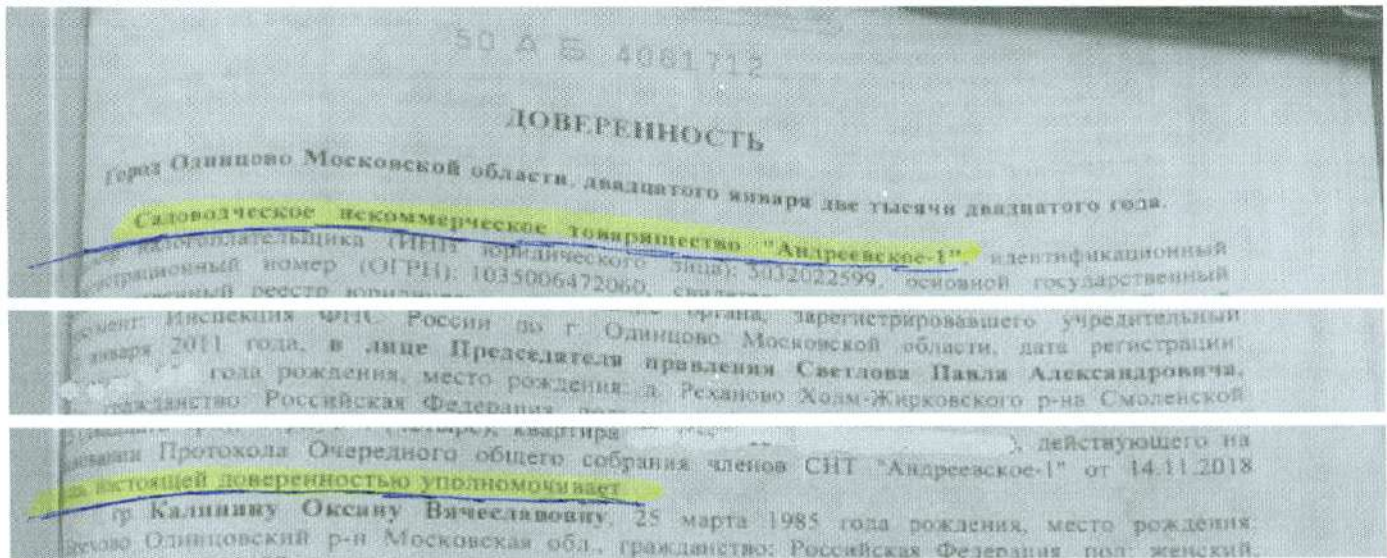 50 А Б 4081712
ДОВЕРЕННОСТЬ
Город Одинцово Московской области, двадцатого января две тысячи двадцатого года.
Садоводческое некоммерческое товарищество "Андреевское-1", идентификационный
налогоплательщика (ИНН юридического лица): 5032022599, основной государственный
номер (ОГРН): 1035006472060,
реестр органа, зарегистрировавшего учредительный
Инспекция ФНС России по г. Одинцово Московской области, дата регистрации
января 2011 года, в лице Председателя правления Светлова Павла Александровича,
года рождения, место рождения: д. Реханово Холм-Жирковского р-на Смоленской
гражданство: Российская Федерация
квартира ), действующего на
Протокола Очередного общего собрания членов СНТ "Андреевское-1" от 14.11.2018
настоящей доверенностью уполномочивает
гр. Калинину Оксану Вячеславовну, 25 марта 1985 года рождения, место рождения:
Одинцовский р-н Московская обл., гражданство: Российская Федерация, пол: женский,